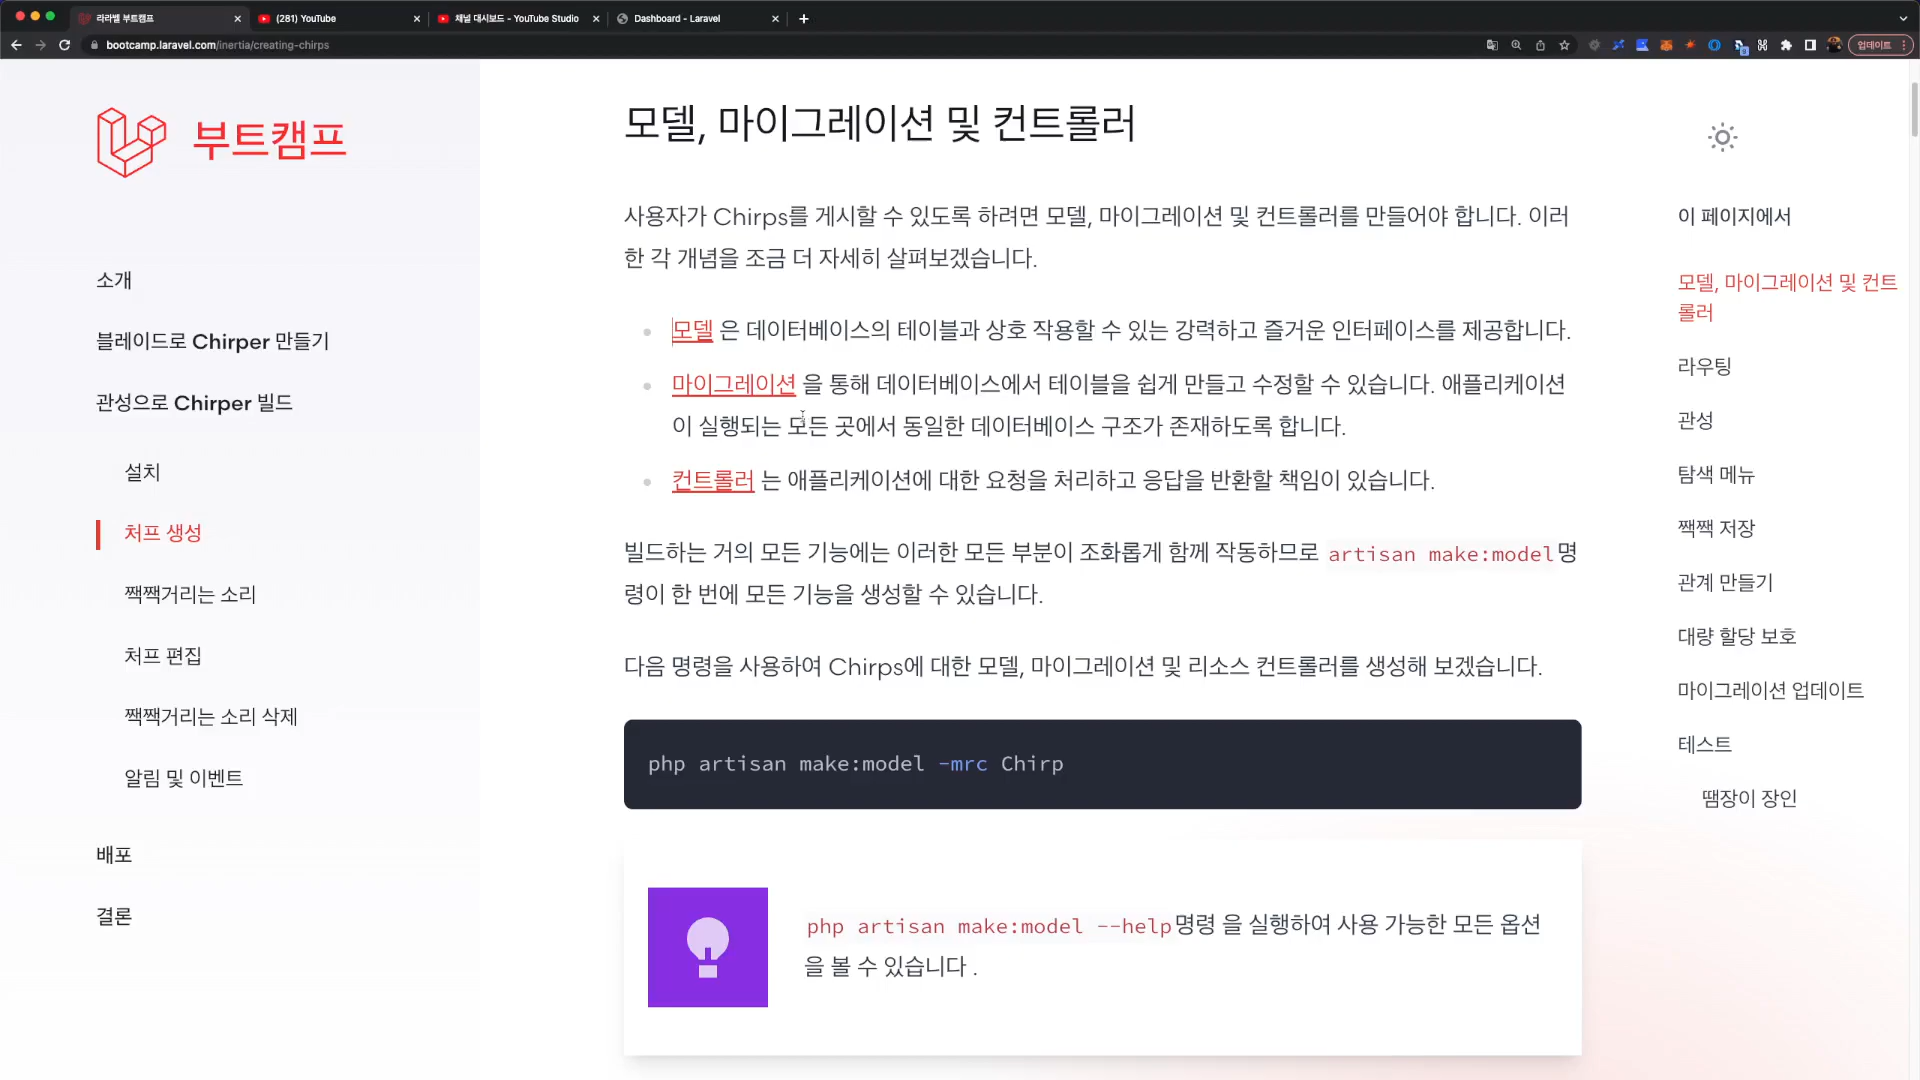 라라벨 부트캠프
(281) YouTube
채널 대시보드 - YouTube Studio
Dashboard - Laravel
bootcamp.laravel.com/inertia/creating-chirps
업데이트
부트캠프
소개
블레이드로 Chirper 만들기
관성으로 Chirper 빌드
설치
처프 생성
짹짹거리는 소리
처프 편집
짹짹거리는 소리 삭제
알림 및 이벤트
배포
결론
모델, 마이그레이션 및 컨트롤러
사용자가 Chirps를 게시할 수 있도록 하려면 모델, 마이그레이션 및 컨트롤러를 만들어야 합니다. 이러
한 각 개념을 조금 더 자세히 살펴보겠습니다.
모델 은 데이터베이스의 테이블과 상호 작용할 수 있는 강력하고 즐거운 인터페이스를 제공합니다.
마이그레이션 을 통해 데이터베이스에서 테이블을 쉽게 만들고 수정할 수 있습니다. 애플리케이션
이 실행되는 모든 곳에서 동일한 데이터베이스 구조가 존재하도록 합니다.
컨트롤러 는 애플리케이션에 대한 요청을 처리하고 응답을 반환할 책임이 있습니다.
빌드하는 거의 모든 기능에는 이러한 모든 부분이 조화롭게 함께 작동하므로 artisan make:model명
령이 한 번에 모든 기능을 생성할 수 있습니다.
다음 명령을 사용하여 Chirps에 대한 모델, 마이그레이션 및 리소스 컨트롤러를 생성해 보겠습니다.
php artisan make:model -mrc Chirp
php artisan make:model --help명령 을 실행하여 사용 가능한 모든 옵션
을 볼 수 있습니다 .
이 페이지에서
모델, 마이그레이션 및 컨트
롤러
라우팅
관성
탐색 메뉴
짹짹 저장
관계 만들기
대량 할당 보호
마이그레이션 업데이트
테스트
땜장이 장인